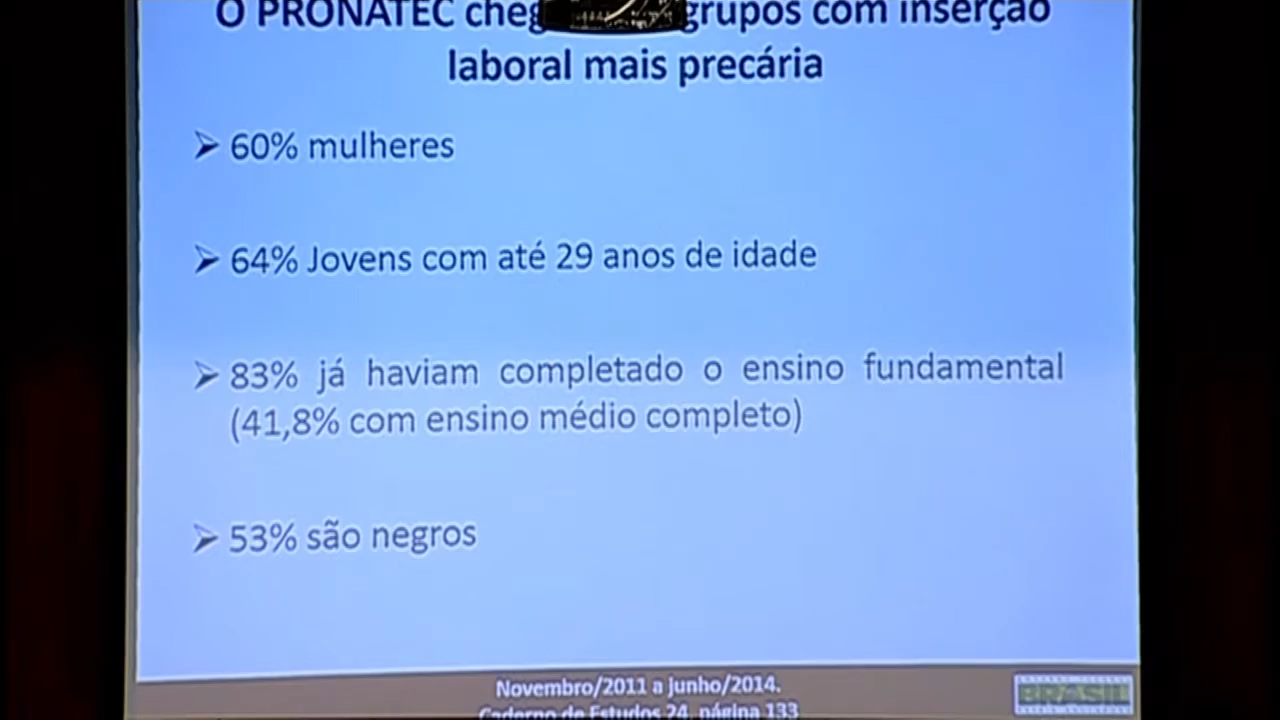 O PRONATEC grupos com inserção
laboral mais precária
➢ 60% mulheres
➢ 64% Jovens com até 29 anos de idade
➢ 83% já haviam completado o ensino fundamental
(41,8% com ensino médio completo)
➢ 53% são negros
Novembro/2011 a junho/2014.
Caderno de Estudos 24, página 133
BRASIL